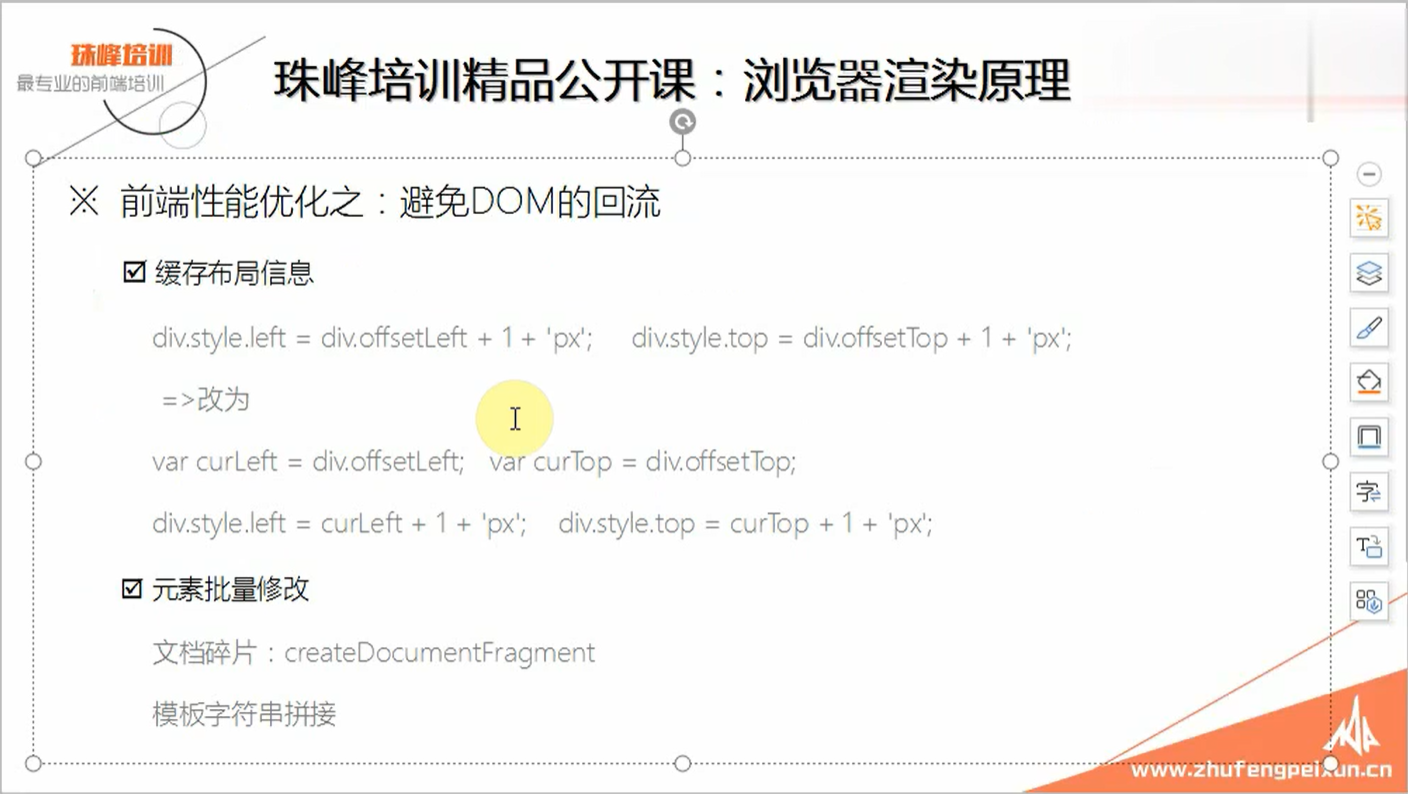 珠峰培训
最专业的前端培训
珠峰培训精品公开课：浏览器渲染原理
※ 前端性能优化之：避免DOM的回流
☑ 缓存布局信息
div.style.left = div.offsetLeft + 1 + 'px'; div.style.top = div.offsetTop + 1 + 'px';
=>改为
var curLeft = div.offsetLeft; var curTop = div.offsetTop;
div.style.left = curLeft + 1 + 'px'; div.style.top = curTop + 1 + 'px';
☑ 元素批量修改
文档碎片：createDocumentFragment
模板字符串拼接
字
T
www.zhufengpeixun.cn